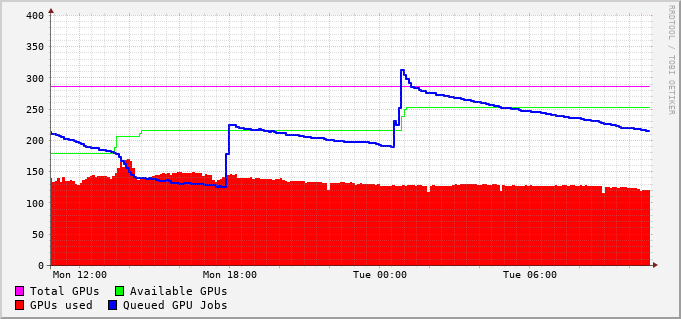 400
350
300
250
200
150
100
50
0
Mon 12:00 Mon 18:00 Tue 00:00 Tue 06:00
Total GPUs Available GPUs
GPUs used Queued GPU Jobs
RRDTOOL / TOBI OETIKER